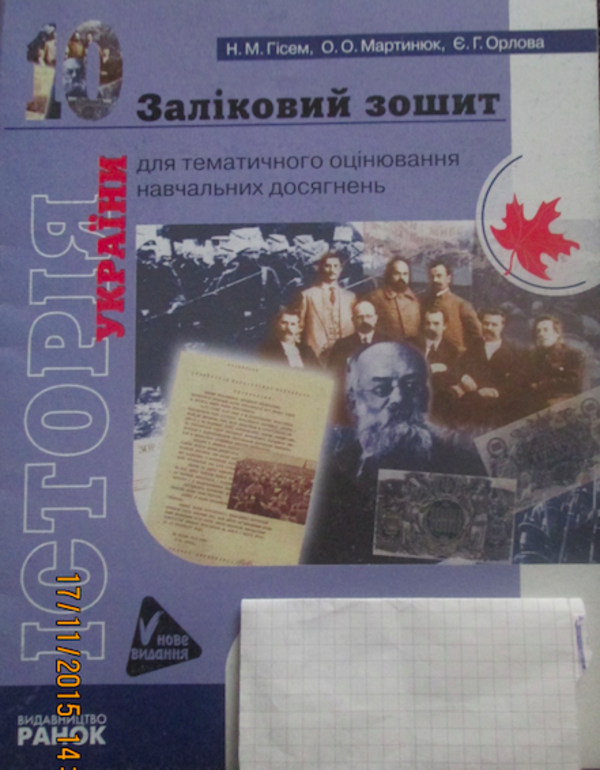 Н. М. Гісем, О. О. Мартинюк, Є. Г. Орлова
10
Заліковий зошит
для тематичного оцінювання
навчальних досягнень
ІСТОРІЯ
УКРАЇНИ
V нове
видання
ВИДАВНИЦТВО
РАНОК
17/11/2015 14: